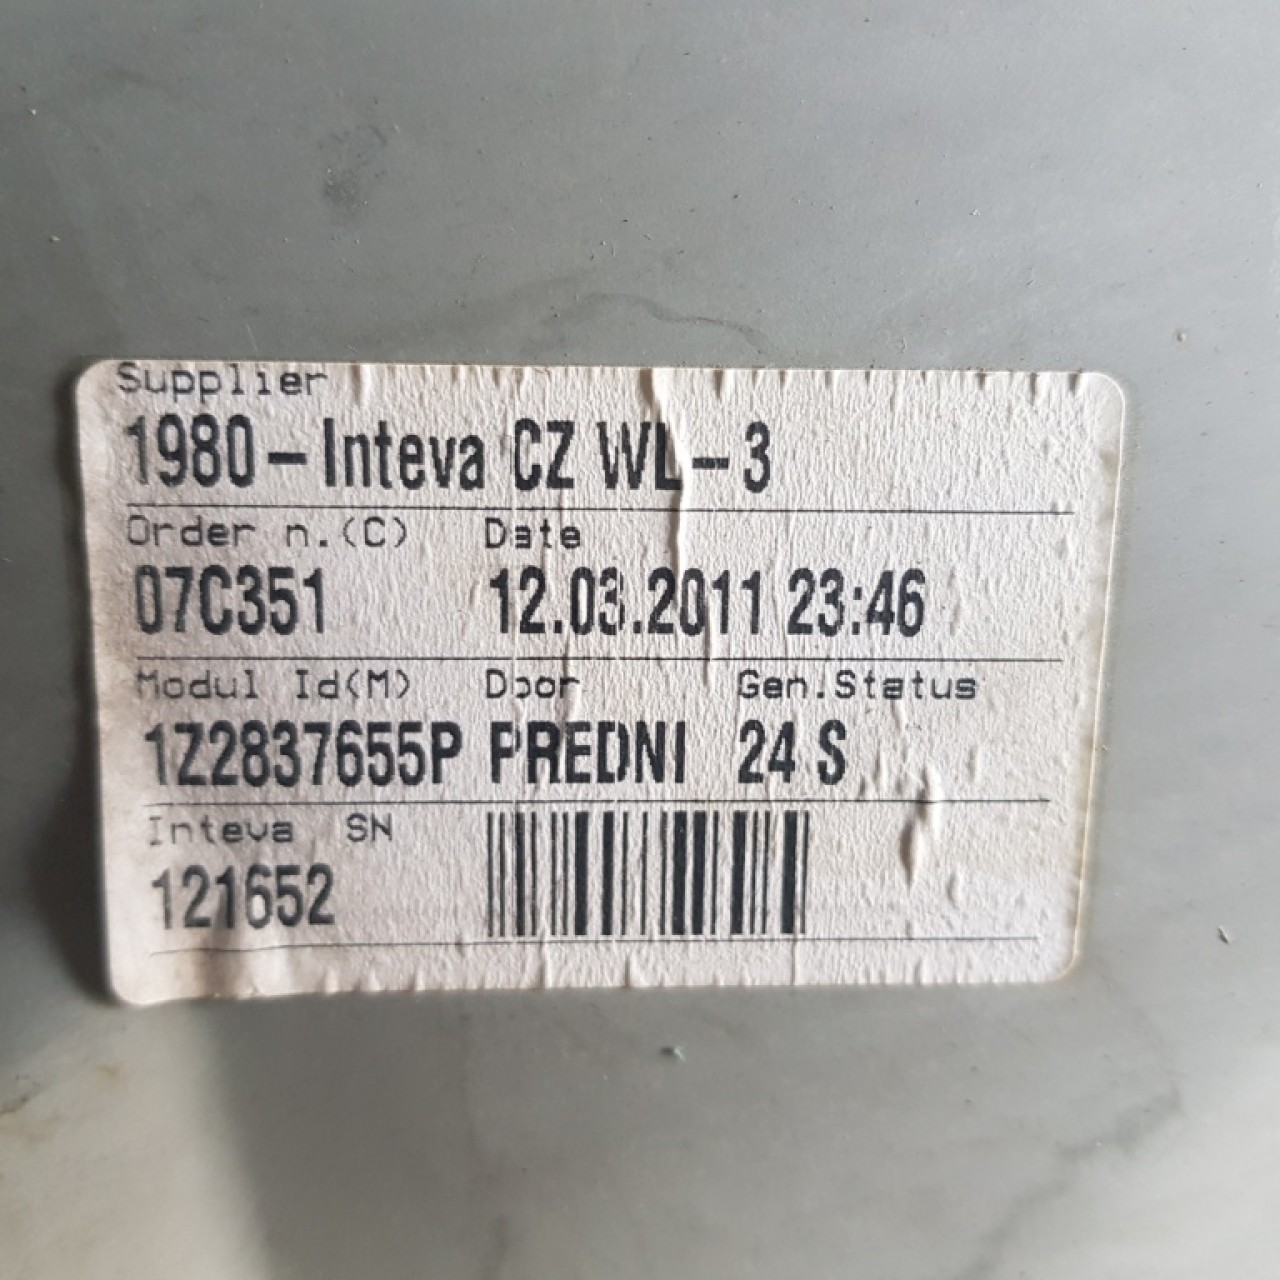 Supplier
1980-Inteva CZ WL-3
Order n.(C) Date
07C351 12.03.2011 23:46
Modul Id(M) Door Gen.Status
1Z2837655P PREDNI 24 S
Inteva SN
121652